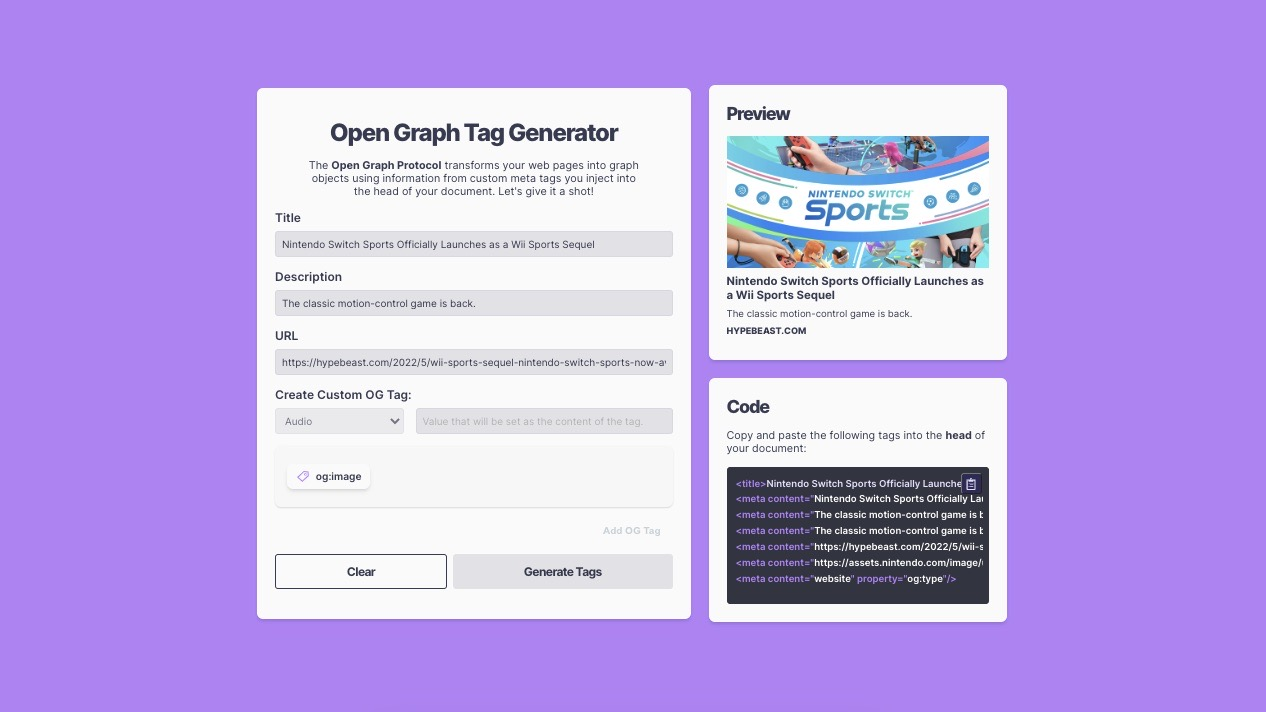 Open Graph Tag Generator
The Open Graph Protocol transforms your web pages into graph
objects using information from custom meta tags you inject into
the head of your document. Let's give it a shot!
Title
Nintendo Switch Sports Officially Launches as a Wii Sports Sequel
Description
The classic motion-control game is back.
URL
https://hypebeast.com/2022/5/wii-sports-sequel-nintendo-switch-sports-now-av
Create Custom OG Tag:
Audio
Value that will be set as the content of the tag.
og:image
Add OG Tag
Clear
Generate Tags
Preview
NINTENDO SWITCH
Sports
Nintendo Switch Sports Officially Launches as
a Wii Sports Sequel
The classic motion-control game is back.
HYPEBEAST.COM
Code
Copy and paste the following tags into the head of
your document:
<title>Nintendo Switch Sports Officially Launche
<meta content="Nintendo Switch Sports Officially Lau
<meta content="The classic motion-control game is b
<meta content="The classic motion-control game is b
<meta content="https://hypebeast.com/2022/5/wii-s
<meta content="https://assets.nintendo.com/image/u
<meta content="website" property="og:type"/>